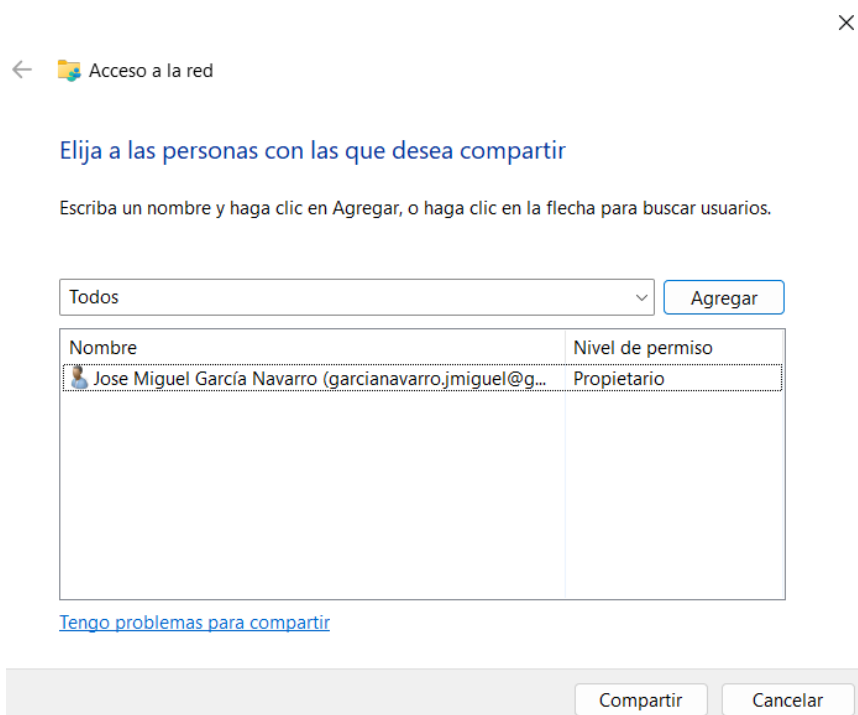 Acceso a la red
Elija a las personas con las que desea compartir
Escriba un nombre y haga clic en Agregar, o haga clic en la flecha para buscar usuarios.
Todos Agregar
Nombre Nivel de permiso
Jose Miguel García Navarro (garcianavarro.jmiguel@g... Propietario
Tengo problemas para compartir
Compartir Cancelar